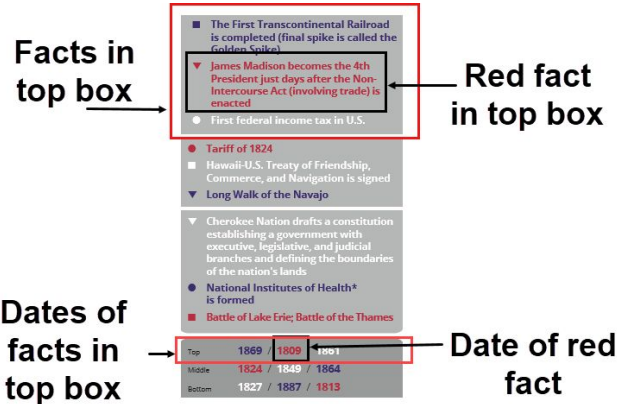 Facts in
top box
■ The First Transcontinental Railroad
is completed (final spike is called the
Golden Spike)
▼ James Madison becomes the 4th
President just days after the Non-
Intercourse Act (involving trade) is
enacted
● First federal income tax in U.S.
Red fact
in top box
● Tariff of 1824
■ Hawaii-U.S. Treaty of Friendship,
Commerce, and Navigation is signed
▼ Long Walk of the Navajo
▼ Cherokee Nation drafts a constitution
establishing a government with
executive, legislative, and judicial
branches and defining the boundaries
of the nation's lands
● National Institutes of Health*
is formed
■ Battle of Lake Erie; Battle of the Thames
Dates of
facts in
top box
Top 1869 / 1809 / 1861
Middle 1824 / 1849 / 1864
Bottom 1827 / 1887 / 1813
Date of red
fact